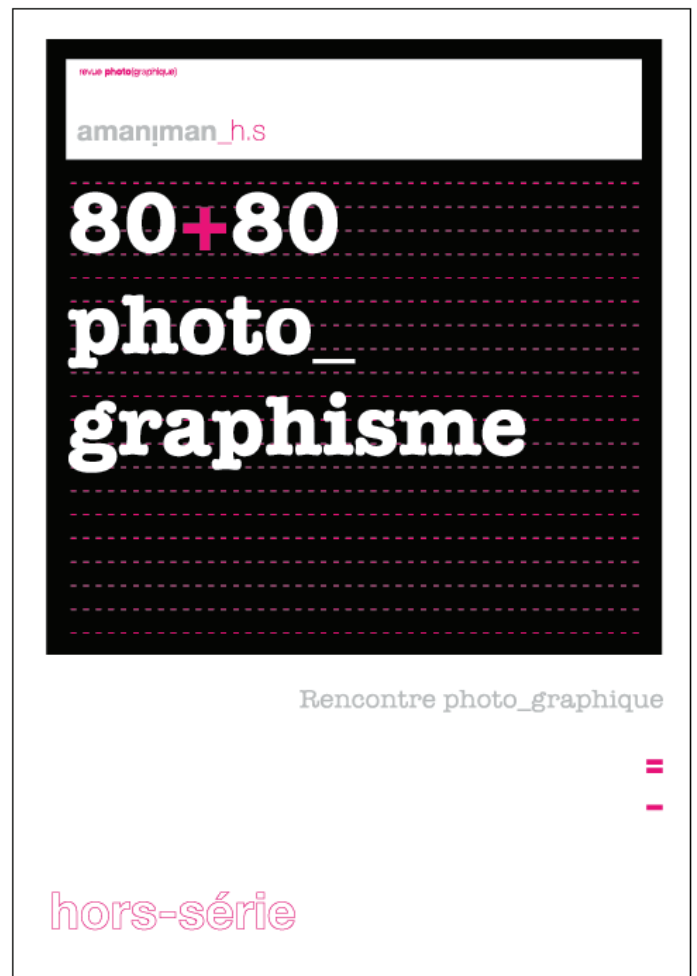 revue photo(graphique)
amaniman_h.s
80+80
photo_
graphisme
Rencontre photo_graphique
=
-
hors-série